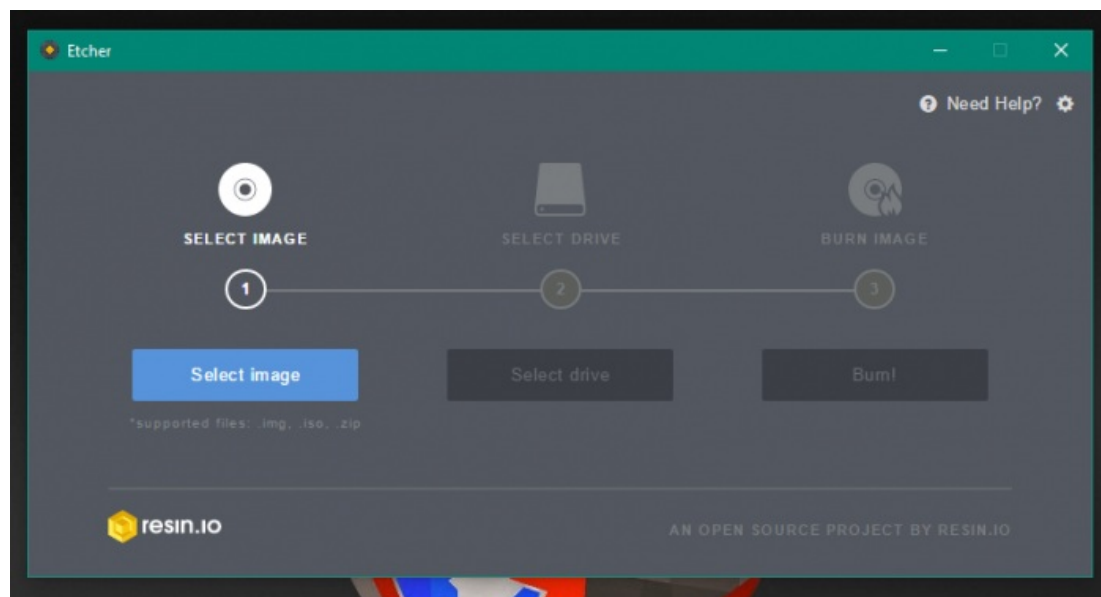 Etcher
Need Help?
SELECT IMAGE
SELECT DRIVE
BURN IMAGE
1
2
3
Select image
Select drive
Burn!
*supported files: .img, .iso, .zip
resin.io
AN OPEN SOURCE PROJECT BY RESIN.IO